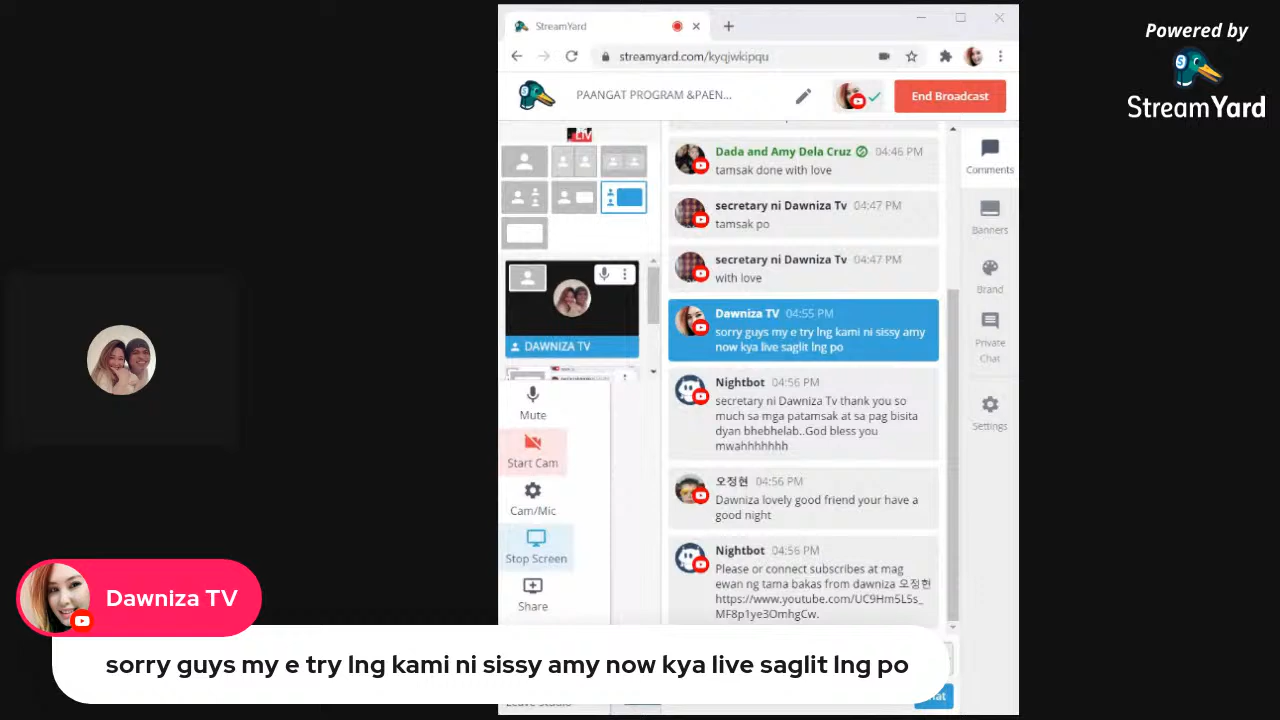 StreamYard
Powered by
StreamYard
streamyard.com/kyqjwkipqu
PAANGAT PROGRAM &PAEN...
End Broadcast
LIV
Dada and Amy Dela Cruz 04:46 PM
tamsak done with love
secretary ni Dawniza Tv 04:47 PM
tamsak po
secretary ni Dawniza Tv 04:47 PM
with love
Dawniza TV 04:55 PM
sorry guys my e try lng kami ni sissy amy
now kya live saglit lng po
Nightbot 04:56 PM
secretary ni Dawniza Tv thank you so
much sa mga patamsak at sa pag bisita
dyan bhebhelab..God bless you
mwahhhhhhh
오정현 04:56 PM
Dawniza lovely good friend your have a
good night
Nightbot 04:56 PM
Please or connect subscribes at mag
ewan ng tama bakas from dawniza 오정현
https://www.youtube.com/UC9Hm5L5s_
MF8p1ye3OmhgCw.
Comments
Banners
Brand
Private
Chat
Settings
DAWNIZA TV
Mute
Start Cam
Cam/Mic
Stop Screen
Share
Dawniza TV
sorry guys my e try lng kami ni sissy amy now kya live saglit lng po